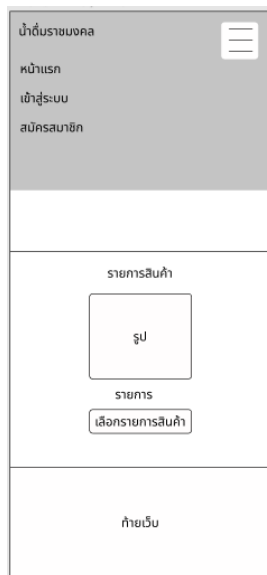 น้ำดื่มราชมงคล
หน้าแรก
เข้าสู่ระบบ
สมัครสมาชิก
รายการสินค้า
รูป
รายการ
เลือกรายการสินค้า
ท้ายเว็บ